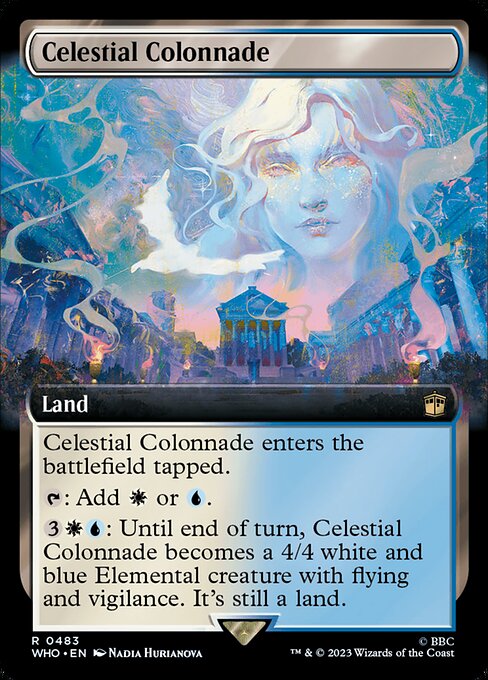 Celestial Colonnade
Land
Celestial Colonnade enters the
battlefield tapped.
: Add or .
3: Until end of turn, Celestial
Colonnade becomes a 4/4 white and
blue Elemental creature with flying
and vigilance. It's still a land.
R 0483
WHO • EN Nadia Hurianova
© BBC
™ & © 2023 Wizards of the Coast